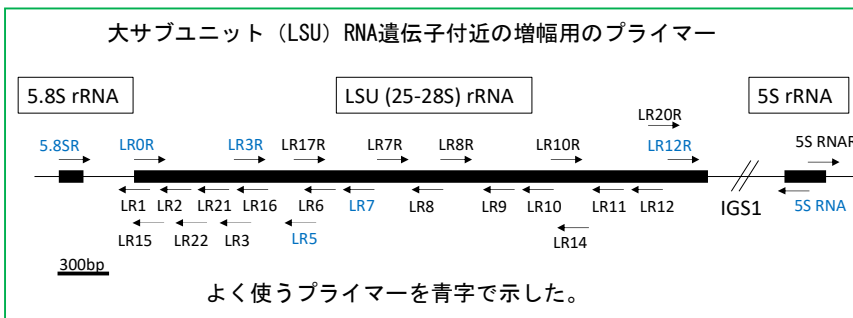 大サブユニット（LSU）RNA遺伝子付近の増幅用のプライマー
5.8S rRNA
LSU (25-28S) rRNA
5S rRNA
LR20R
5.8SR LR0R LR3R LR17R LR7R LR8R LR10R LR12R 5S RNAR
LR1 LR2 LR21 LR16 LR6 LR7 LR8 LR9 LR10 LR11 LR12 IGS1 5S RNA
LR15 LR22 LR3 LR5 LR14
300bp
よく使うプライマーを青字で示した。